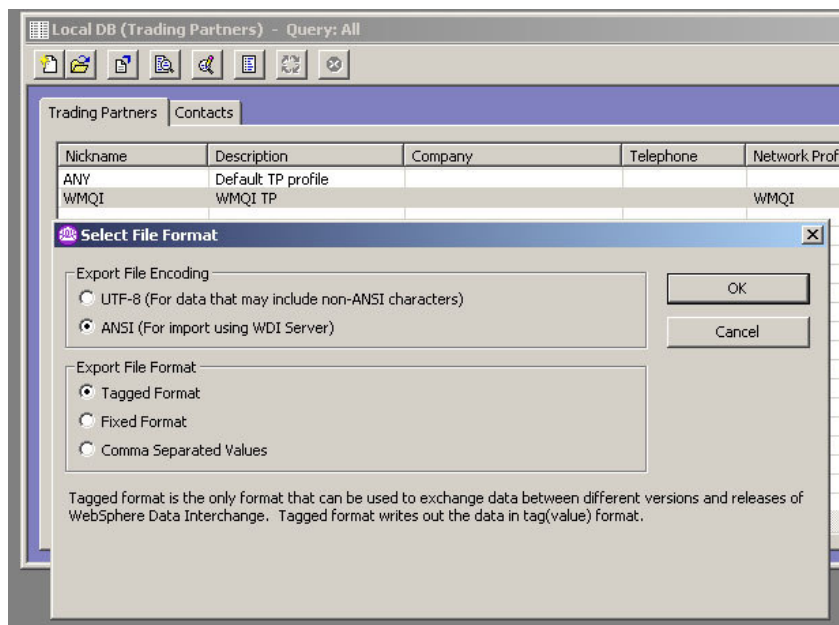 Local DB (Trading Partners) - Query: All
Trading Partners Contacts
Nickname Description Company Telephone Network Prof
ANY Default TP profile
WMQI WMQI TP WMQI
Select File Format
Export File Encoding
UTF-8 (For data that may include non-ANSI characters)
OK
ANSI (For import using WDI Server)
Cancel
Export File Format
Tagged Format
Fixed Format
Comma Separated Values
Tagged format is the only format that can be used to exchange data between different versions and releases of
WebSphere Data Interchange. Tagged format writes out the data in tag(value) format.